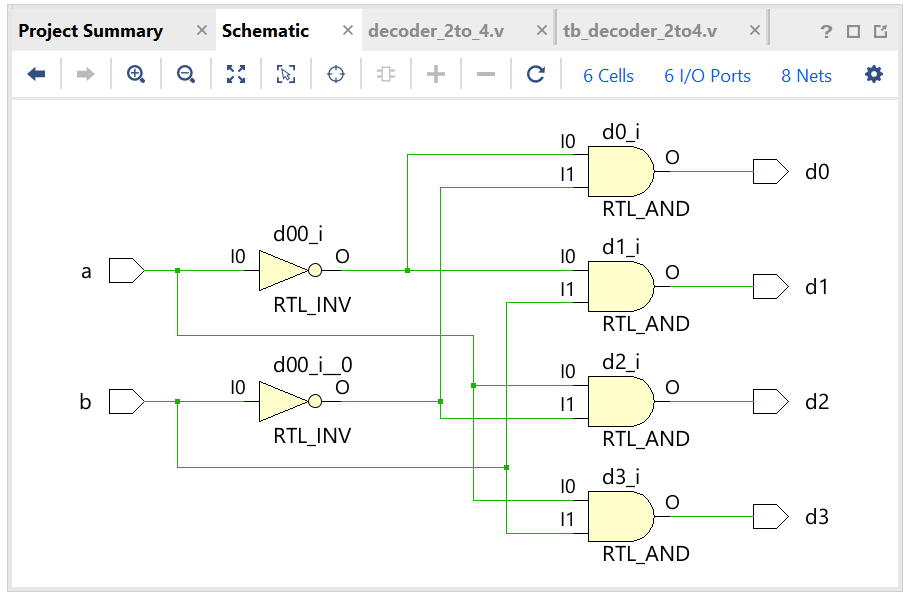 Project Summary × Schematic × decoder_2to_4.v × tb_decoder_2to4.v × ?
6 Cells 6 I/O Ports 8 Nets
d0_i
I0 O
d0
I1
RTL_AND
d00_i
d1_i
I0 O I0 O
a d1
I1
RTL_INV RTL_AND
d00_i__0 d2_i
I0 O I0 O
b d2
I1
RTL_INV RTL_AND
d3_i
I0 O
d3
I1
RTL_AND